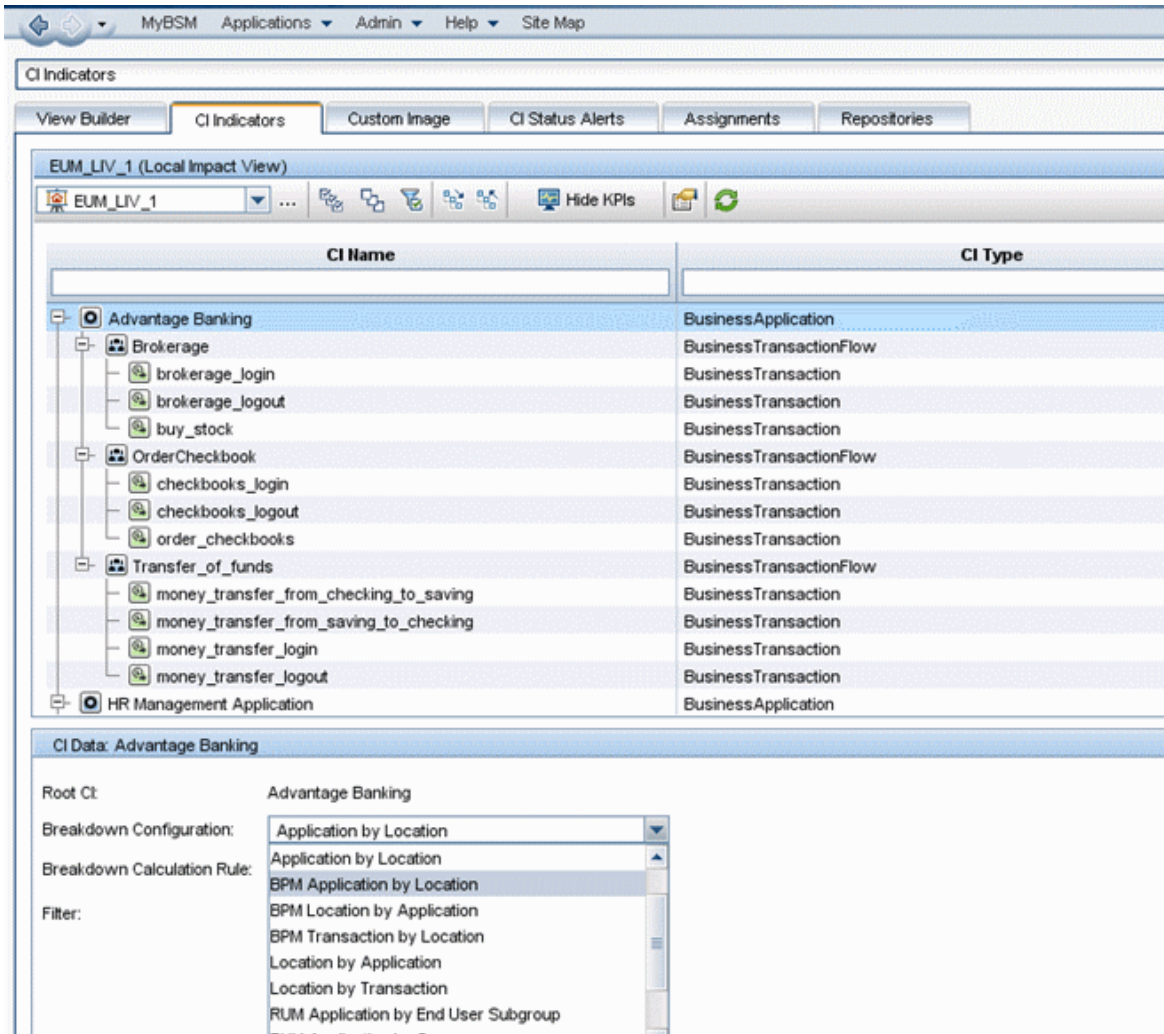 MyBSM Applications Admin Help Site Map
CI Indicators
View Builder CI Indicators Custom Image CI Status Alerts Assignments Repositories
EUM_LIV_1 (Local Impact View)
EUM_LIV_1 ... Hide KPIs
CI Name CI Type
Advantage Banking BusinessApplication
Brokerage BusinessTransactionFlow
brokerage_login BusinessTransaction
brokerage_logout BusinessTransaction
buy_stock BusinessTransaction
OrderCheckbook BusinessTransactionFlow
checkbooks_login BusinessTransaction
checkbooks_logout BusinessTransaction
order_checkbooks BusinessTransaction
Transfer_of_funds BusinessTransactionFlow
money_transfer_from_checking_to_saving BusinessTransaction
money_transfer_from_saving_to_checking BusinessTransaction
money_transfer_login BusinessTransaction
money_transfer_logout BusinessTransaction
HR Management Application BusinessApplication
CI Data: Advantage Banking
Root CI: Advantage Banking
Breakdown Configuration: Application by Location
Application by Location
Breakdown Calculation Rule:
BPM Application by Location
Filter: BPM Location by Application
BPM Transaction by Location
Location by Application
Location by Transaction
RUM Application by End User Subgroup